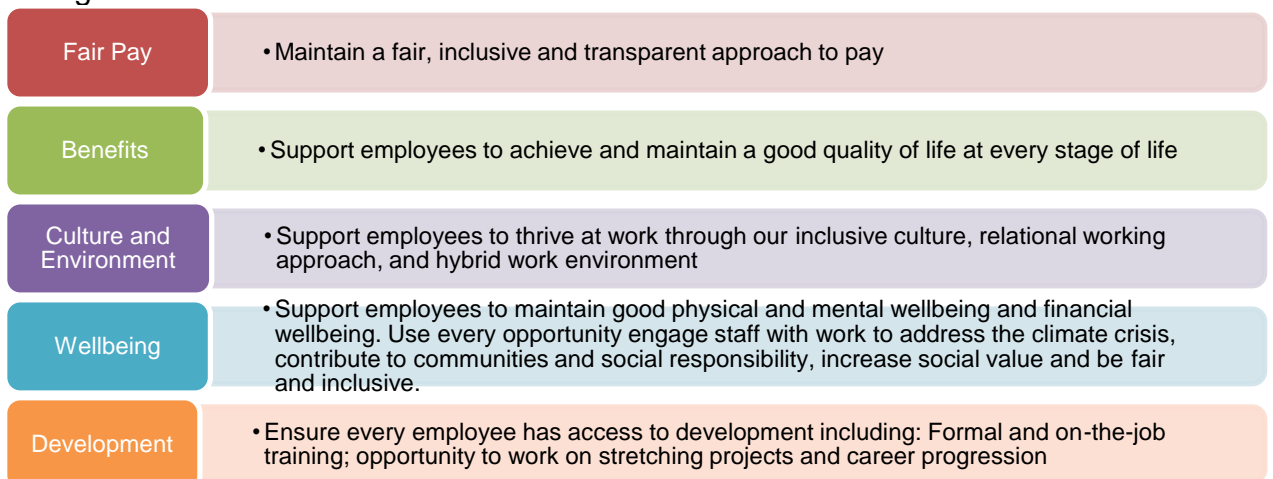 Fair Pay
• Maintain a fair, inclusive and transparent approach to pay
Benefits
• Support employees to achieve and maintain a good quality of life at every stage of life
Culture and
Environment
• Support employees to thrive at work through our inclusive culture, relational working
approach, and hybrid work environment
Wellbeing
• Support employees to maintain good physical and mental wellbeing and financial
wellbeing. Use every opportunity engage staff with work to address the climate crisis,
contribute to communities and social responsibility, increase social value and be fair
and inclusive.
Development
• Ensure every employee has access to development including: Formal and on-the-job
training; opportunity to work on stretching projects and career progression